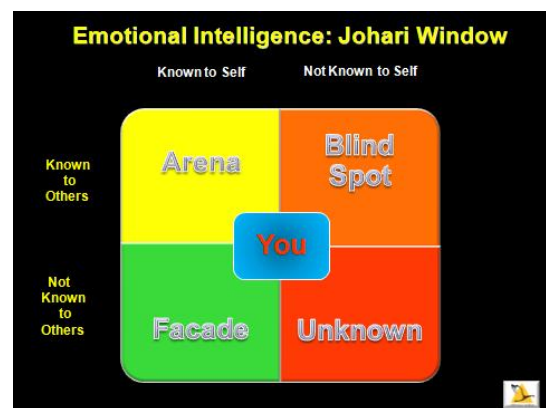 Emotional Intelligence: Johari Window
Known to Self
Not Known to Self
Known
to
Others
Arena
Blind
Spot
You
Not
Known
to
Others
Facade
Unknown